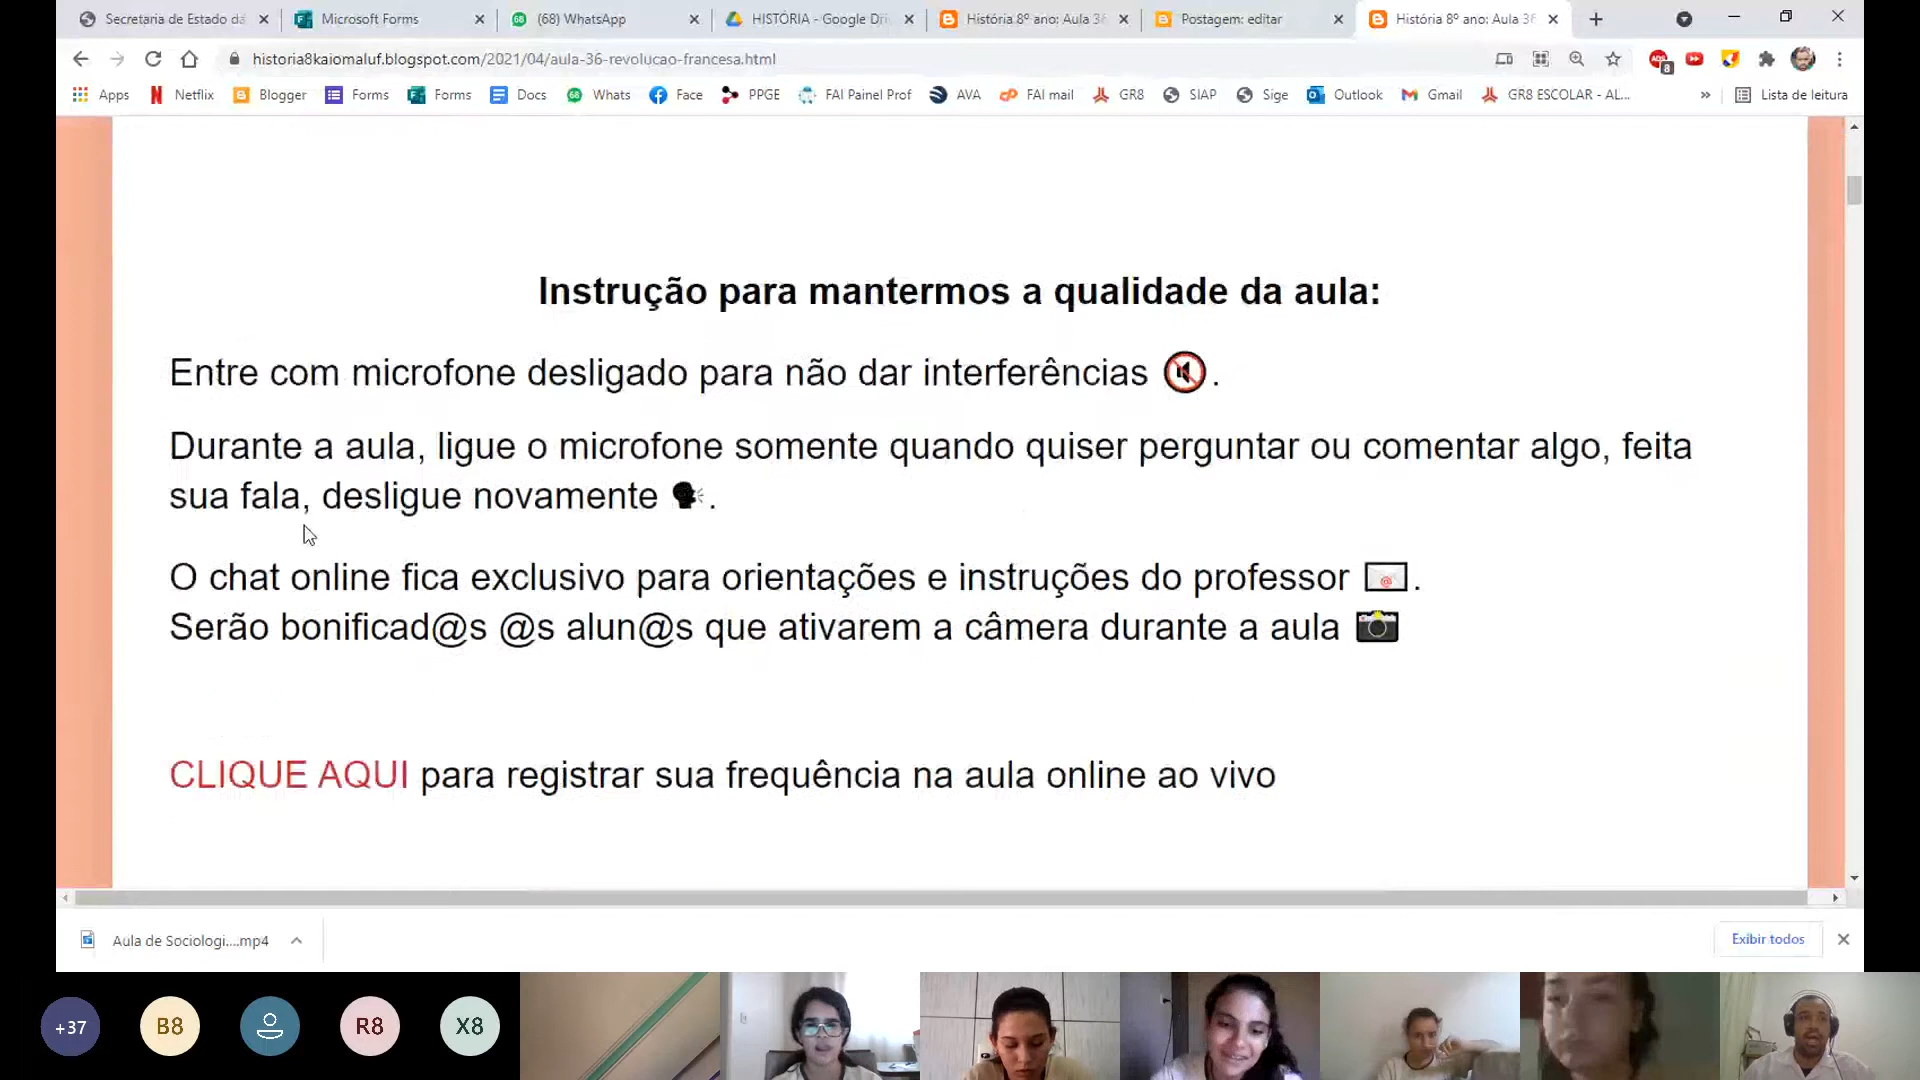 Secretaria de Estado da
Microsoft Forms
(68) WhatsApp
HISTÓRIA - Google Dri
História 8º ano: Aula 36
Postagem: editar
História 8º ano: Aula 36
historia8kaiomaluf.blogspot.com/2021/04/aula-36-revolucao-francesa.html
8
Apps
Netflix
Blogger
Forms
Forms
Docs
Whats
Face
PPGE
FAI Painel Prof
AVA
FAI mail
GR8
SIAP
Sige
Outlook
Gmail
GR8 ESCOLAR - AL...
»
Lista de leitura
Instrução para mantermos a qualidade da aula:
Entre com microfone desligado para não dar interferências 🔇.
Durante a aula, ligue o microfone somente quando quiser perguntar ou comentar algo, feita
sua fala, desligue novamente 🗣.
O chat online fica exclusivo para orientações e instruções do professor 📧.
Serão bonificad@s @s alun@s que ativarem a câmera durante a aula 📸
CLIQUE AQUI para registrar sua frequência na aula online ao vivo
Aula de Sociologi....mp4
Exibir todos
+37
B8
R8
X8